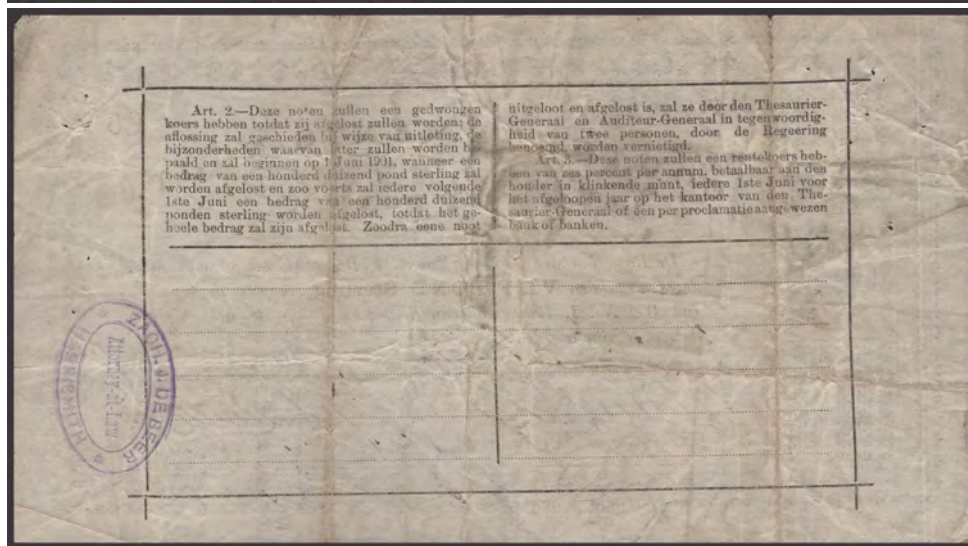 Art. 2.—Deze noten zullen een gedwongen
koers hebben totdat zij afgelost zullen worden; de
aflossing zal geschieden bij wijze van uitloting, de
bijzonderheden waarvan later zullen worden be-
paald en zal beginnen op 1 Juni 1901, wanneer een
bedrag van een honderd duizend pond sterling zal
worden afgelost en zoo voorts zal iedere volgende
1ste Juni een bedrag van een honderd duizend
ponden sterling worden afgelost, totdat het ge-
heele bedrag zal zijn afgelost. Zoodra eene noot
uitgeloot en afgelost is, zal ze door den Thesaurier-
Generaal en Auditeur-Generaal in tegenwoordig-
heid van twee personen, door de Regeering
benoemd, worden vernietigd.
Art. 3.—Deze noten zullen een rentekoers heb-
ben van zes percent per annum, betaalbaar aan den
houder in klinkende munt, iedere 1ste Juni voor
het afgeloopen jaar op het kantoor van den The-
saurier-Generaal of een per proclamatie aangewezen
bank of banken.
ZACH. J. DE BEER
Attorney-at-Law
HARRISMITH